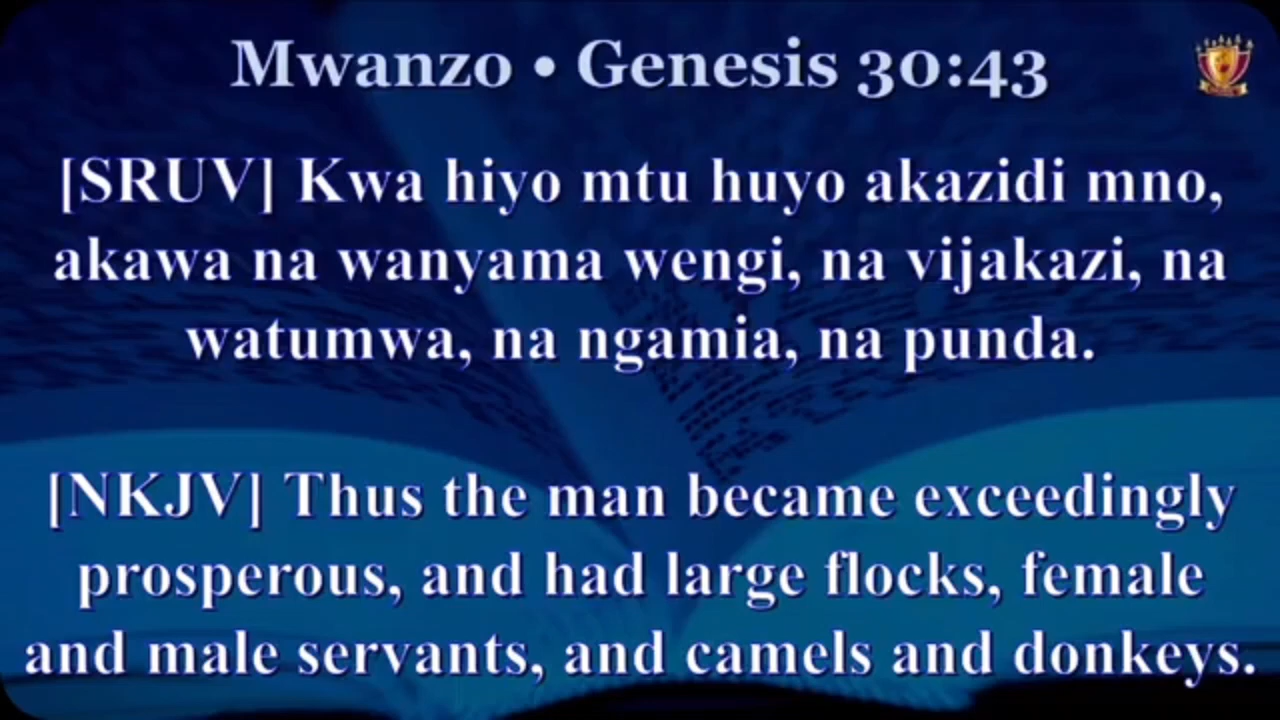 Mwanzo • Genesis 30:43
[SRUV] Kwa hiyo mtu huyo akazidi mno,
akawa na wanyama wengi, na vijakazi, na
watumwa, na ngamia, na punda.
[NKJV] Thus the man became exceedingly
prosperous, and had large flocks, female
and male servants, and camels and donkeys.